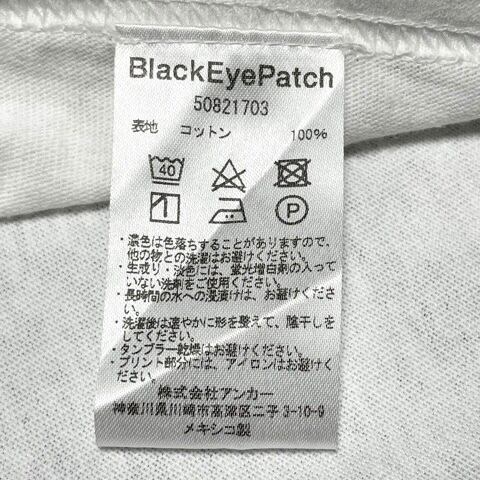 BlackEyePatch
50821703
表地 コットン 100%
40
P
・濃色は色落ちすることがありますので、
他の物との洗濯はお避けください。
・生成り・淡色には、蛍光増白剤の入って
いない洗剤をご使用ください。
・長時間の水への浸漬けは、お避けくださ
い。
・洗濯後は速やかに形を整えて、陰干しを
してください。
・タンブラー乾燥はお避けください。
・プリント部分には、アイロンはお避けく
ださい。
株式会社アンカー
神奈川県川崎市高津区二子3-10-9
メキシコ製